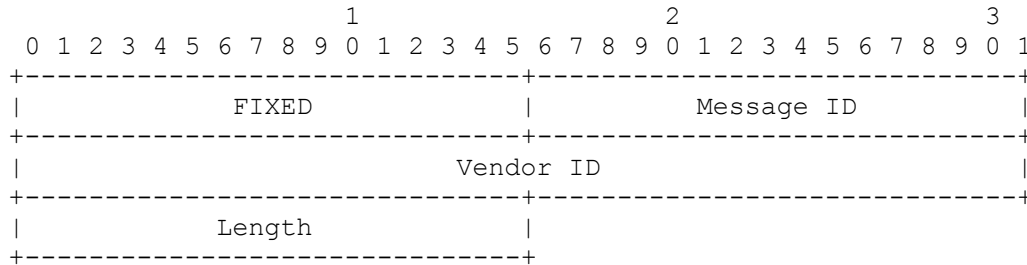 1                   2                   3
 0 1 2 3 4 5 6 7 8 9 0 1 2 3 4 5 6 7 8 9 0 1 2 3 4 5 6 7 8 9 0 1
+-------------------------------+-------------------------------+
|             FIXED             |          Message ID           |
+-------------------------------+-------------------------------+
|                           Vendor ID                           |
+-------------------------------+-------------------------------+
|            Length             |
+-------------------------------+